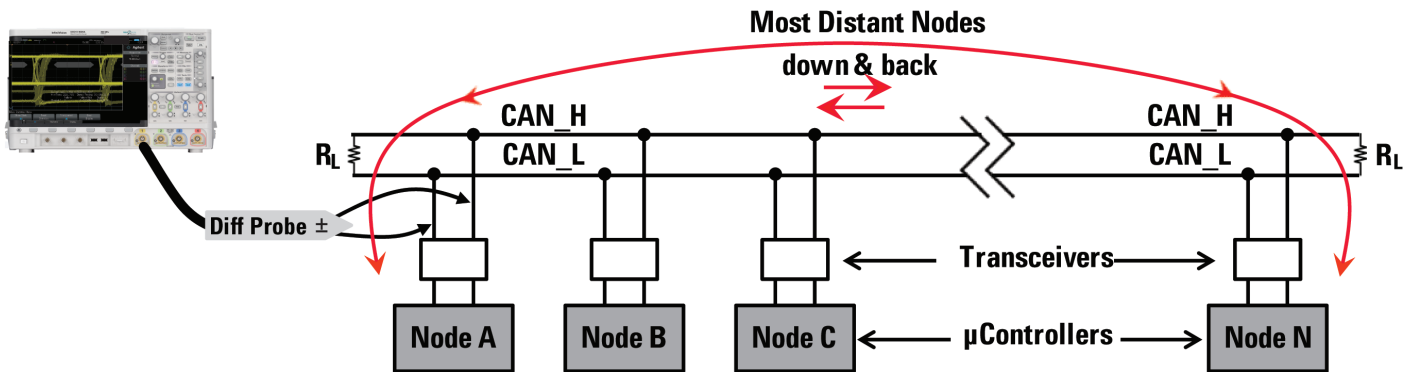 Most Distant Nodes
down & back
Agilent
CAN_H
CAN_H
CAN_L
CAN_L
RL
RL
Diff Probe ±
Transceivers
Node A
Node B
Node C
µControllers
Node N